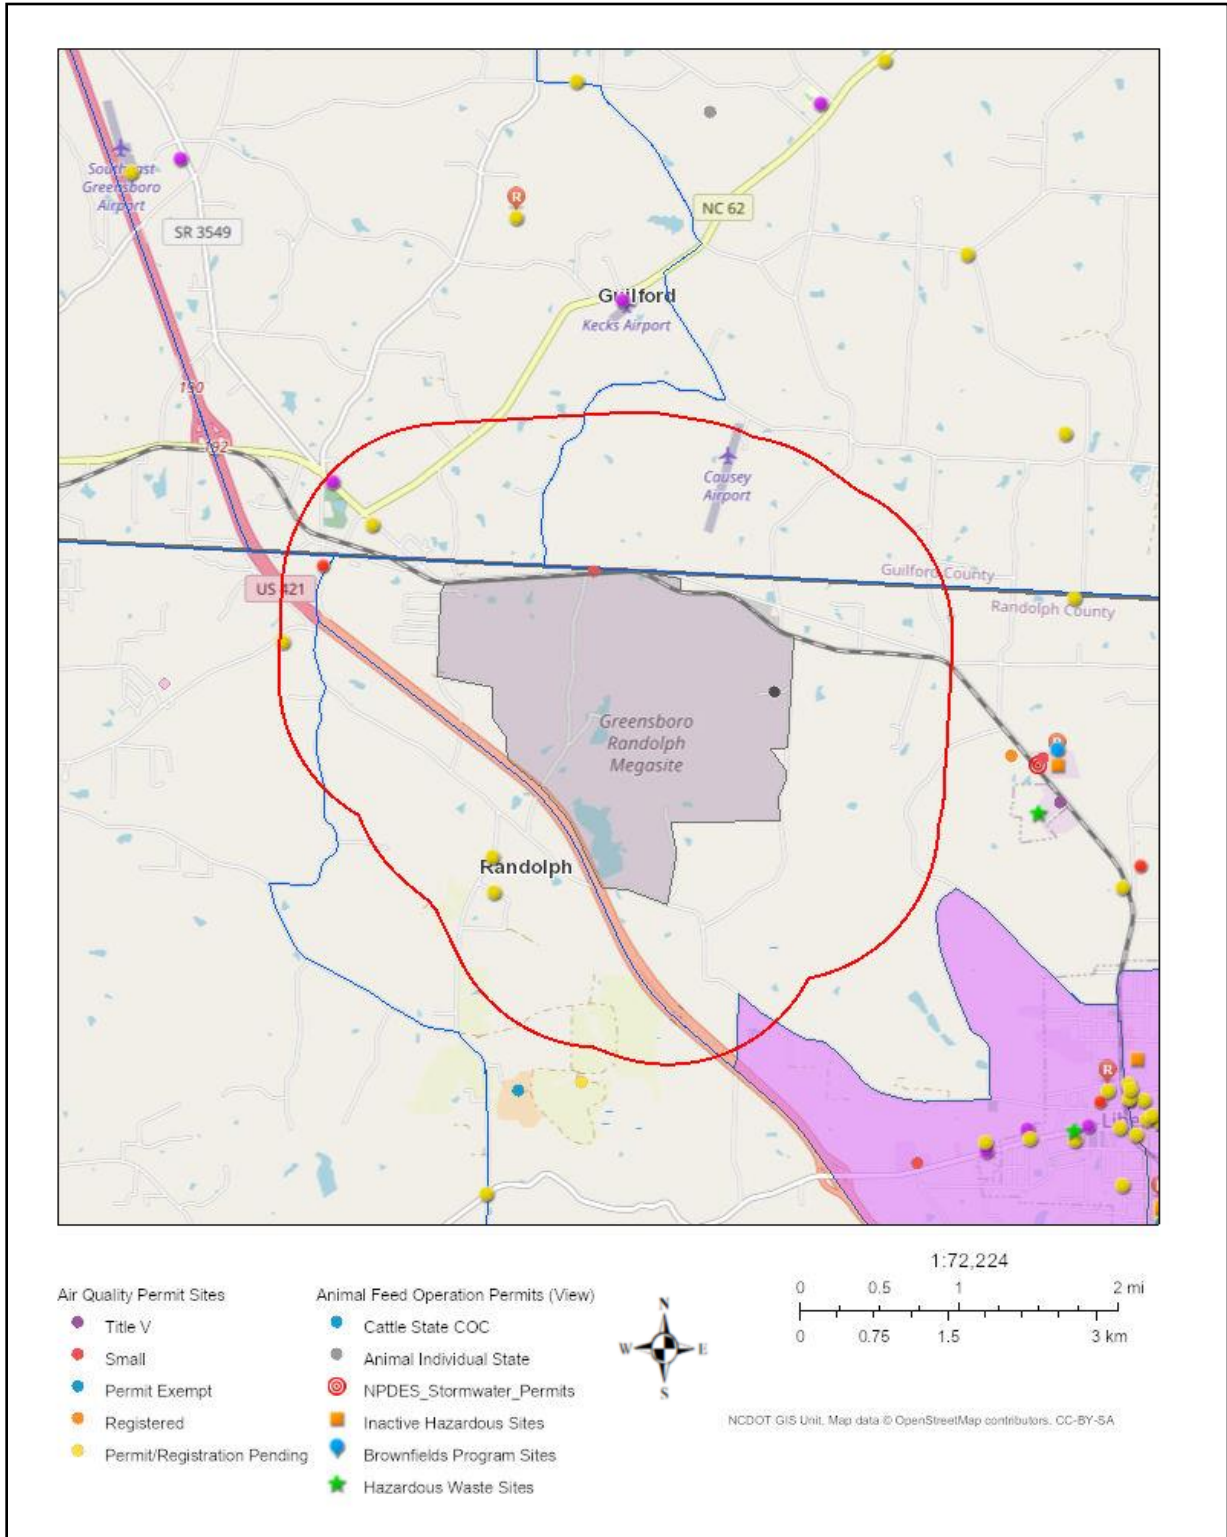 Southeast
Greensboro
Airport
SR 3549
R
NC 62
Guilford
Kecks Airport
190
192
Causey
Airport
Guilford County
US 421
Randolph County
Greensboro
Randolph
Megasite
Randolph
R
1:72,224
0 0.5 1 2 mi
0 0.75 1.5 3 km
Air Quality Permit Sites
Title V
Small
Permit Exempt
Registered
Permit/Registration Pending
Animal Feed Operation Permits (View)
Cattle State COC
Animal Individual State
NPDES_Stormwater_Permits
Inactive Hazardous Sites
Brownfields Program Sites
Hazardous Waste Sites
N
W E
S
NCDOT GIS Unit, Map data © OpenStreetMap contributors, CC-BY-SA